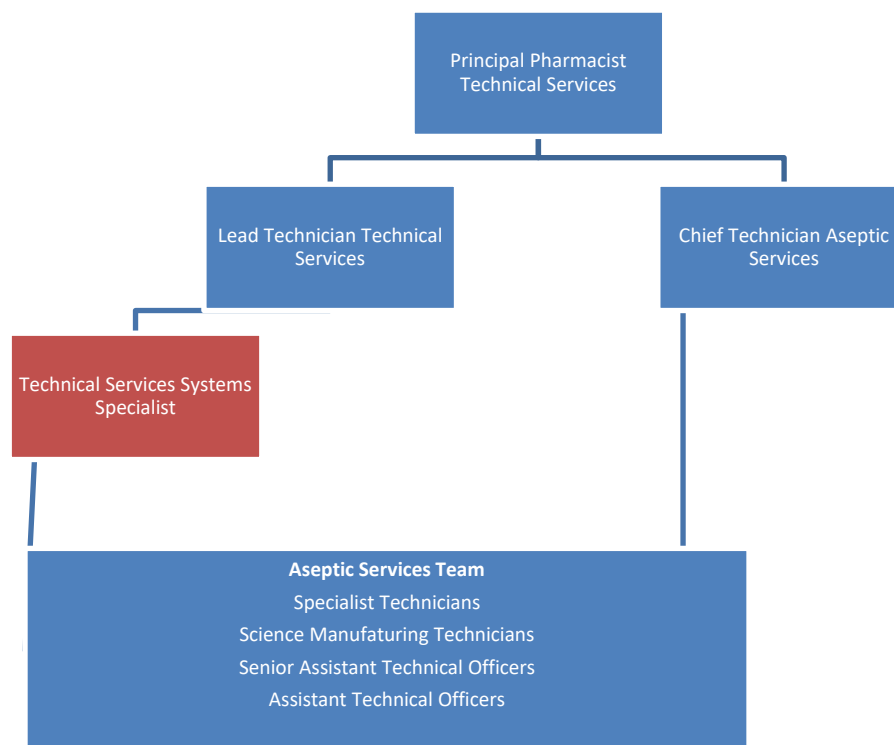 Principal Pharmacist
Technical Services
Lead Technician Technical
Services
Chief Technician Aseptic
Services
Technical Services Systems
Specialist
Aseptic Services Team
Specialist Technicians
Science Manufaturing Technicians
Senior Assistant Technical Officers
Assistant Technical Officers